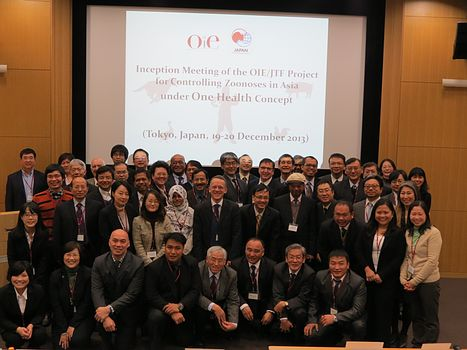 Oie
JAPAN
Inception Meeting of the OIE/JTF Project
for Controlling Zoonoses in Asia
under One Health Concept
(Tokyo, Japan, 19-20 December 2013)